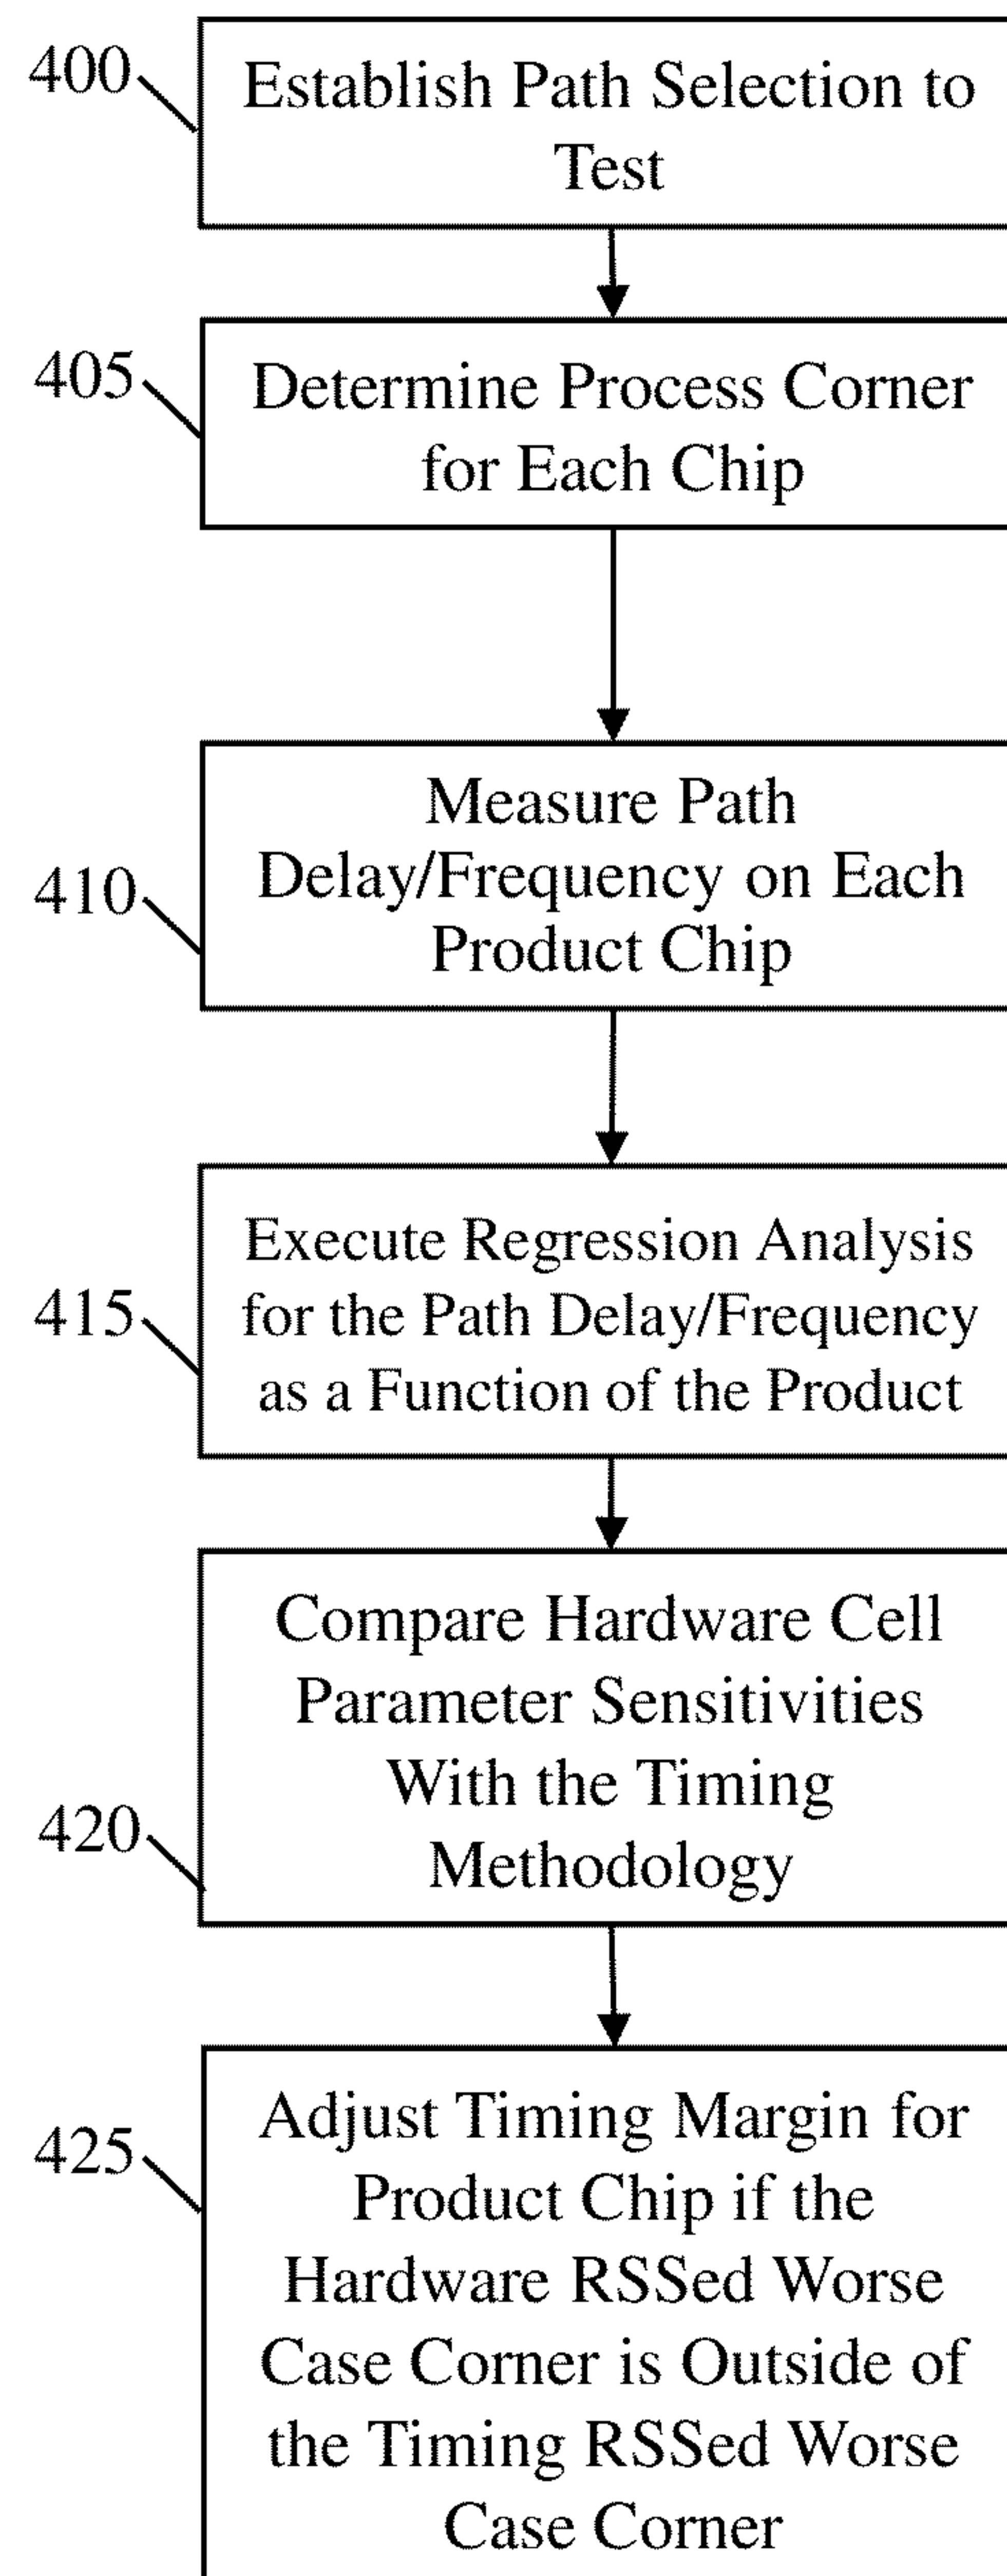 400
Establish Path Selection to
Test
405
Determine Process Corner
for Each Chip
Measure Path
410
Delay/Frequency on Each
Product Chip
Execute Regression Analysis
415
for the Path Delay/Frequency
as a Function of the Product
Compare Hardware Cell
Parameter Sensitivities
With the Timing
420
Methodology
425
Adjust Timing Margin for
Product Chip if the
Hardware RSSed Worse
Case Corner is Outside of
the Timing RSSed Worse
Case Corner